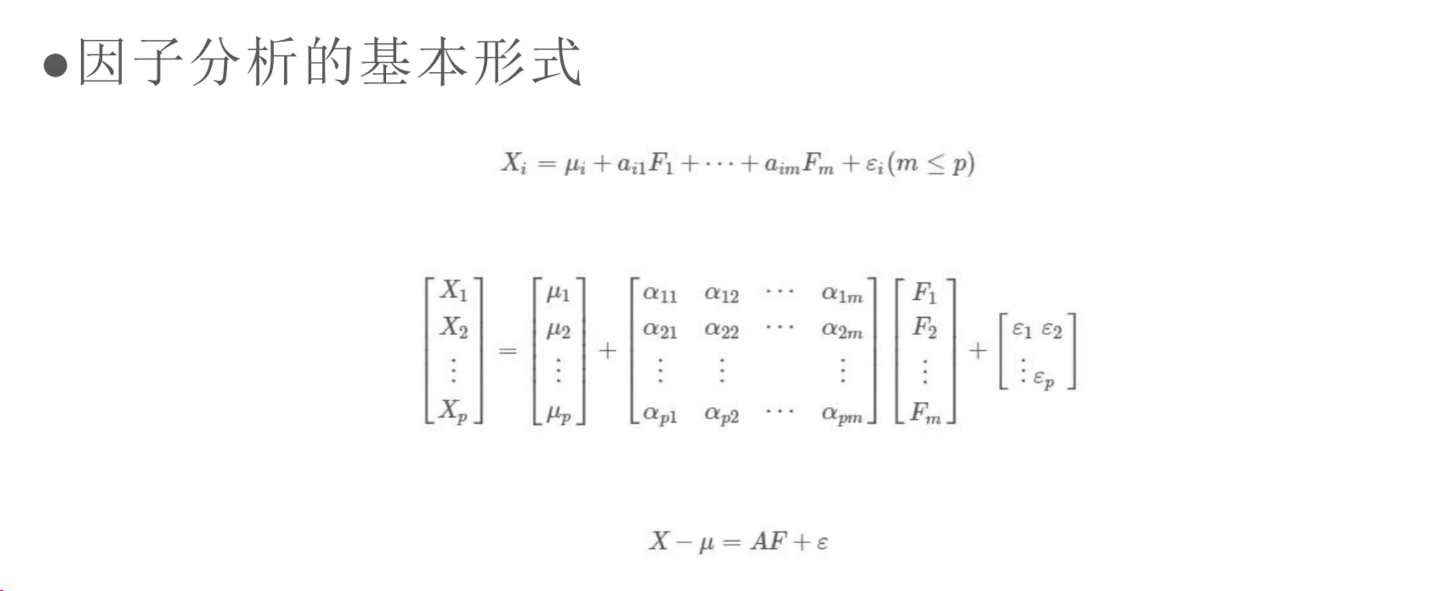 ●因子分析的基本形式
$X_i = \mu_i + a_{i1}F_1 + \cdots + a_{im}F_m + \varepsilon_i (m \leq p)$
$\begin{bmatrix} X_1 \\ X_2 \\ \vdots \\ X_p \end{bmatrix} = \begin{bmatrix} \mu_1 \\ \mu_2 \\ \vdots \\ \mu_p \end{bmatrix} + \begin{bmatrix} \alpha_{11} & \alpha_{12} & \cdots & \alpha_{1m} \\ \alpha_{21} & \alpha_{22} & \cdots & \alpha_{2m} \\ \vdots & \vdots & & \vdots \\ \alpha_{p1} & \alpha_{p2} & \cdots & \alpha_{pm} \end{bmatrix} \begin{bmatrix} F_1 \\ F_2 \\ \vdots \\ F_m \end{bmatrix} + \begin{bmatrix} \varepsilon_1 \ \varepsilon_2 \\ \vdots \varepsilon_p \end{bmatrix}$
$X - \mu = AF + \varepsilon$